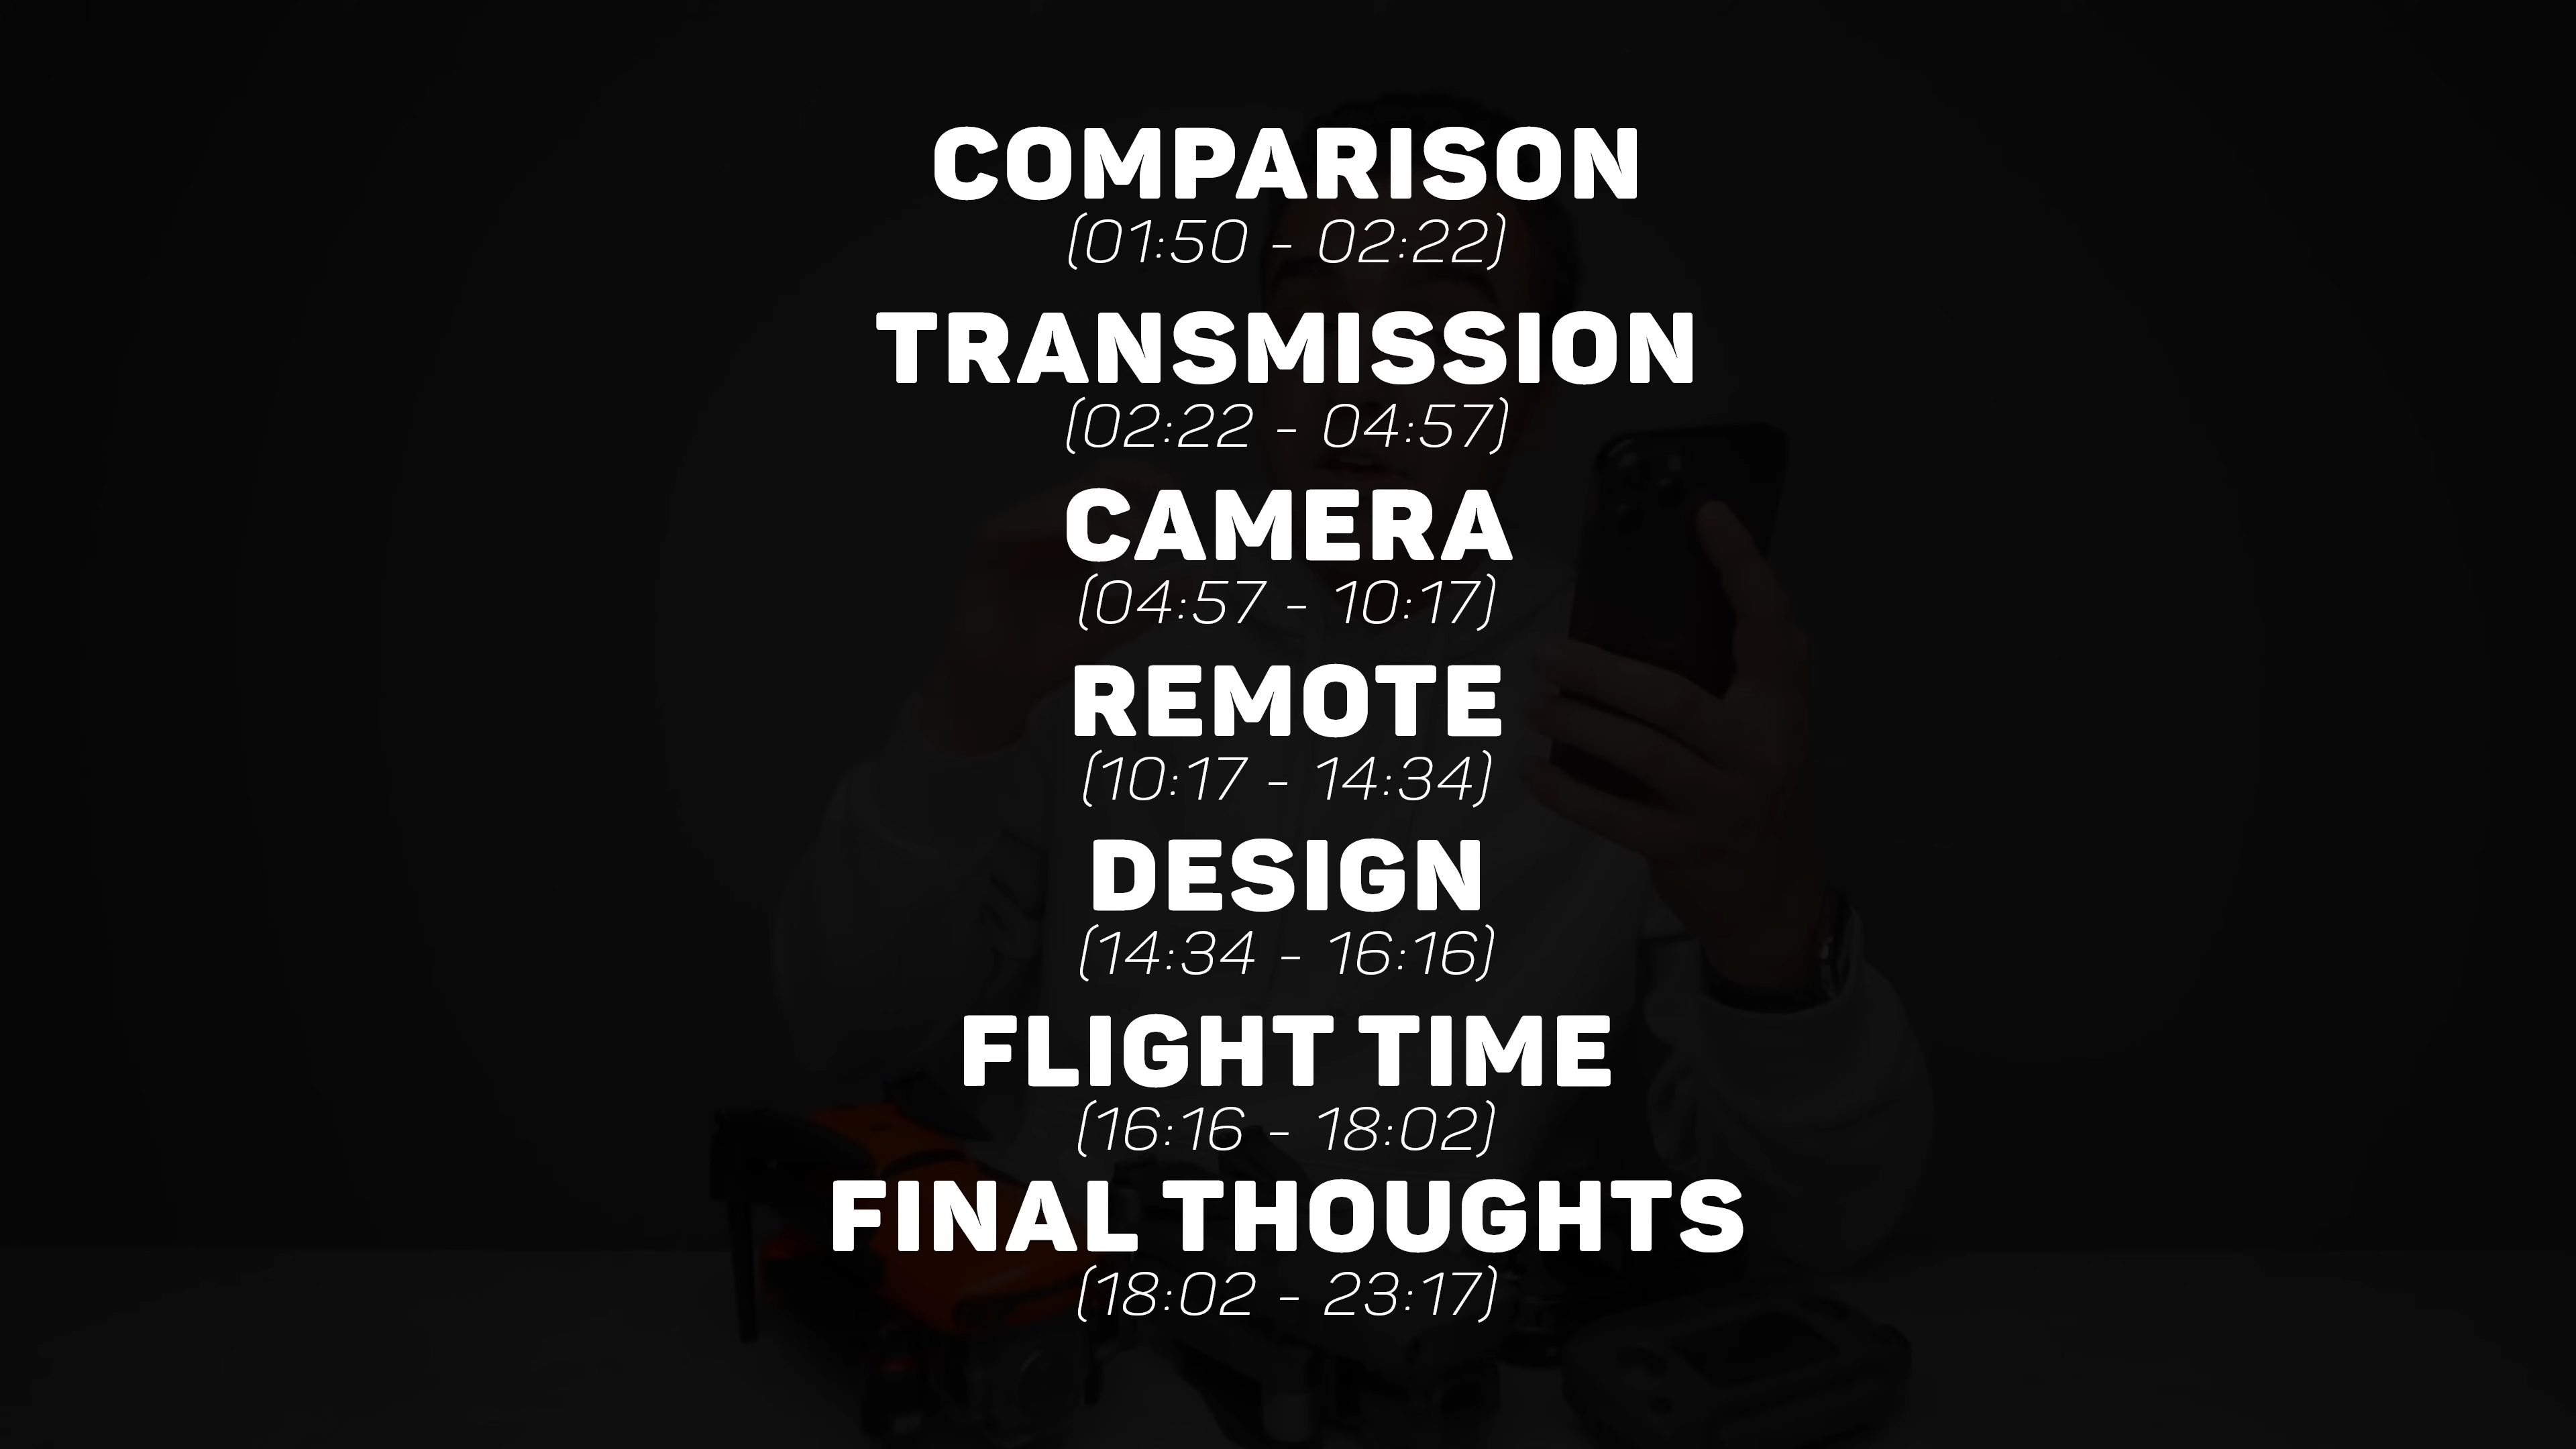 COMPARISON
(01:50 - 02:22)
TRANSMISSION
(02:22 - 04:57)
CAMERA
(04:57 - 10:17)
REMOTE
(10:17 - 14:34)
DESIGN
(14:34 - 16:16)
FLIGHT TIME
(16:16 - 18:02)
FINAL THOUGHTS
(18:02 - 23:17)